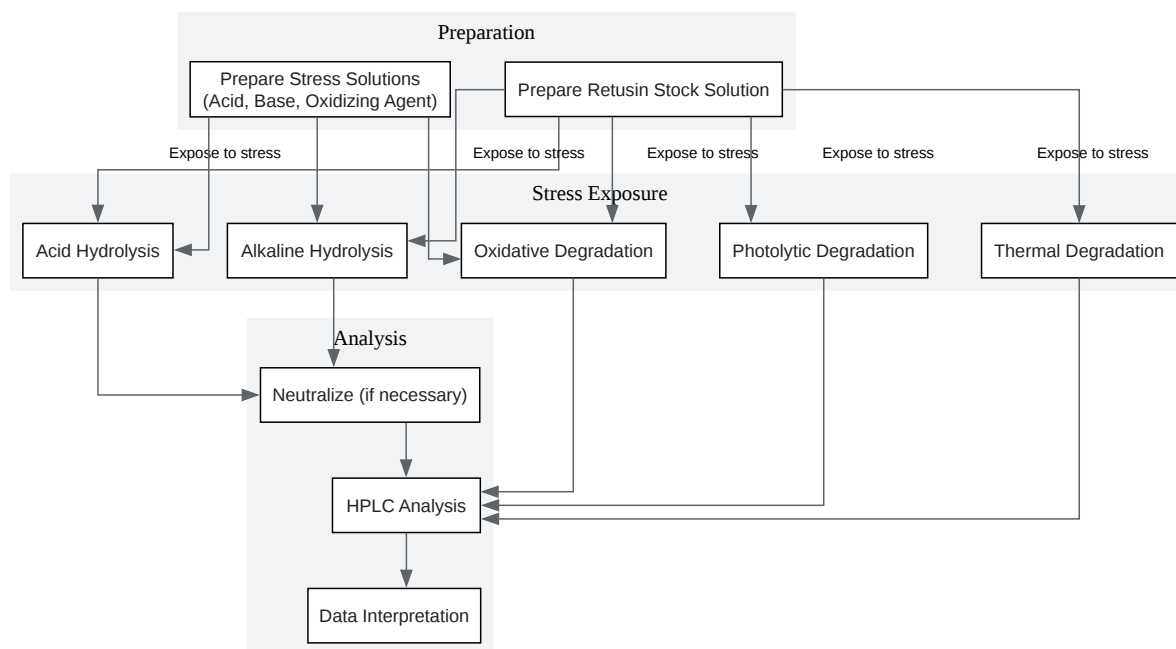 Preparation
Prepare Stress Solutions
(Acid, Base, Oxidizing Agent)
Prepare Retusin Stock Solution
Expose to stress
Expose to stress
Expose to stress
Expose to stress
Expose to stress
Stress Exposure
Acid Hydrolysis
Alkaline Hydrolysis
Oxidative Degradation
Photolytic Degradation
Thermal Degradation
Analysis
Neutralize (if necessary)
HPLC Analysis
Data Interpretation